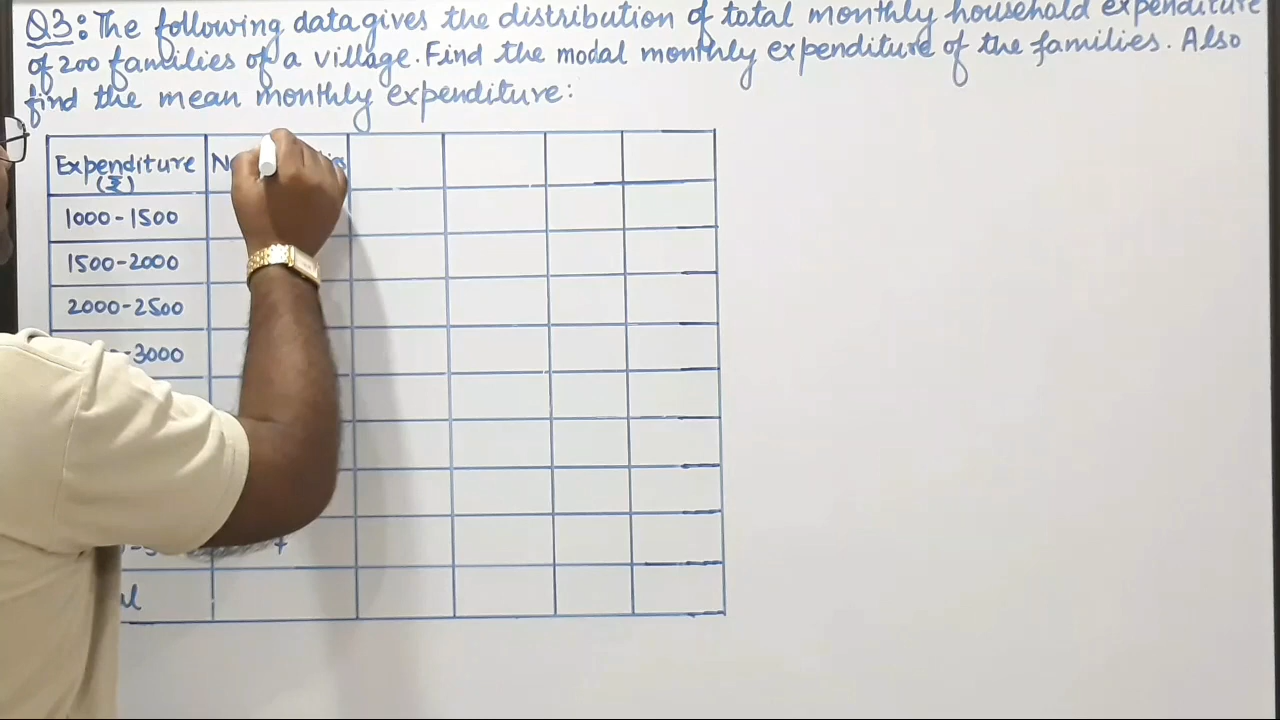 Q3: The following data gives the distribution of total monthly household expenditure
of 200 families of a village. Find the modal monthly expenditure of the families. Also
find the mean monthly expenditure:
Expenditure
(₹)
1000-1500
1500-2000
2000-2500
-3000
7